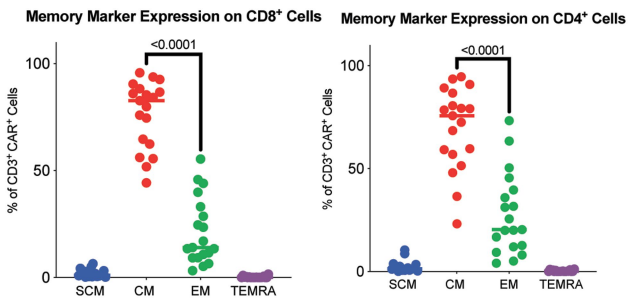 Memory Marker Expression on CD8⁺ Cells
<0.0001
100
50
0
% of CD3⁺ CAR⁺ Cells
SCM CM EM TEMRA
Memory Marker Expression on CD4⁺ Cells
<0.0001
100
50
0
% of CD3⁺ CAR⁺ Cells
SCM CM EM TEMRA